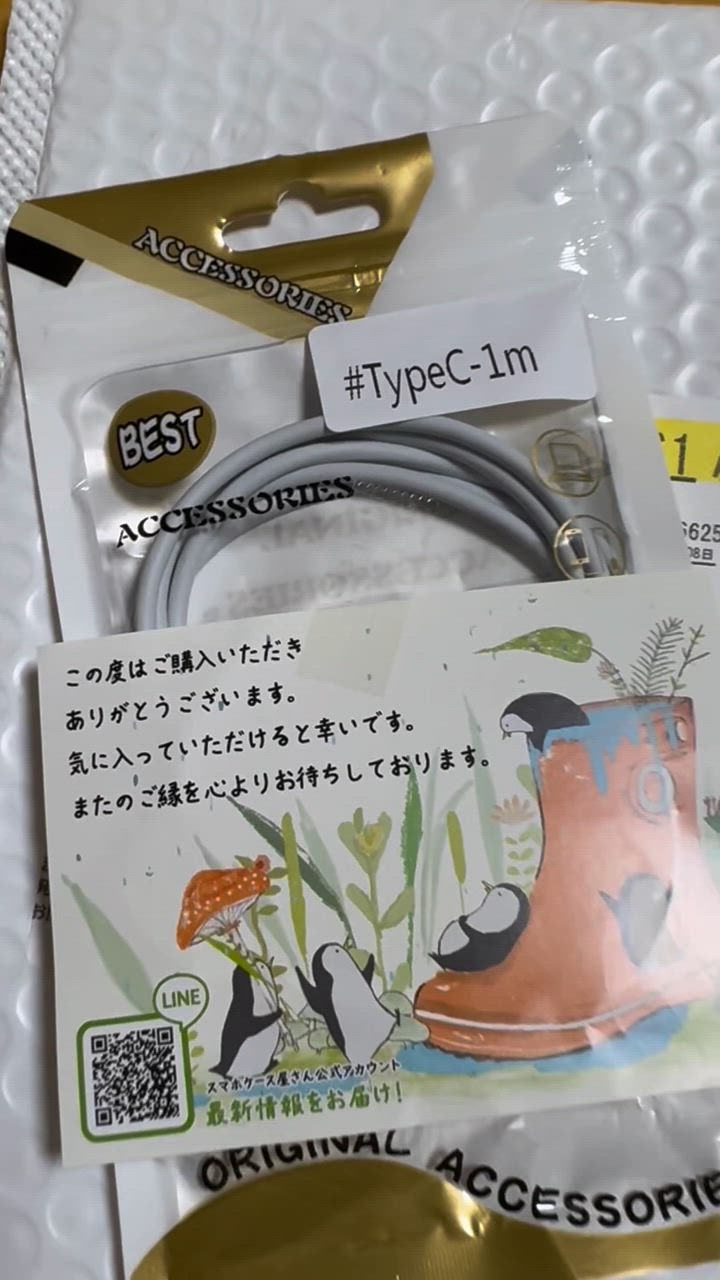 ACCESSORIES
#TypeC-1m
BEST
ACCESSORIES
この度はご購入いただき
ありがとうございます。
気に入っていただけると幸いです。
またのご縁を心よりお待ちしております。
LINE
スマホケース屋さん公式アカウント
最新情報をお届け!
ORIGINAL ACCESSORIE